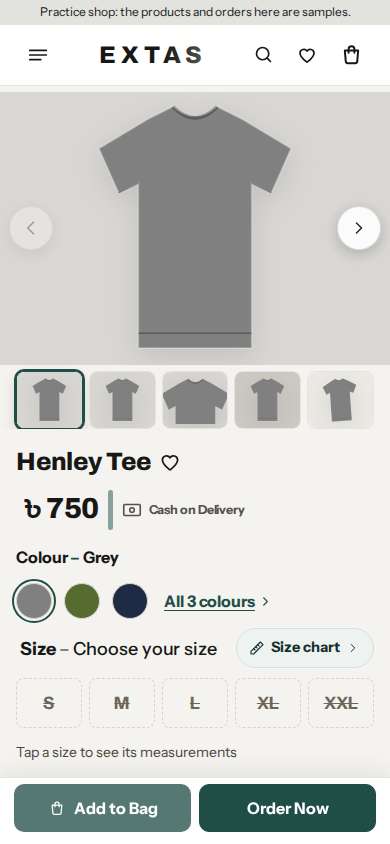 Practice shop: the products and orders here are samples.
EXTAS
Henley Tee
৳ 750
Cash on Delivery
Colour – Grey
All 3 colours
Size – Choose your size
Size chart
S
M
L
XL
XXL
Tap a size to see its measurements
Add to Bag
Order Now